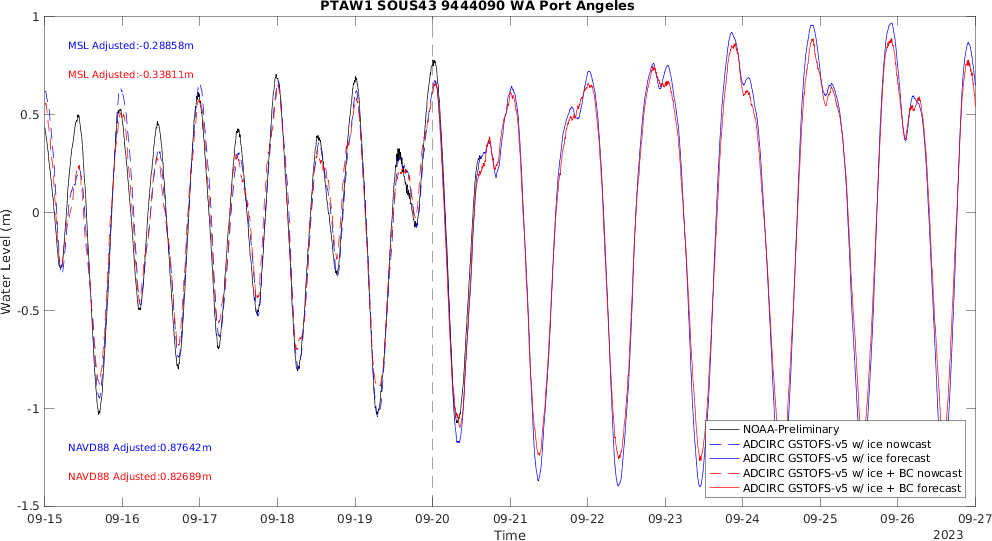 PTAW1 SOUS43 9444090 WA Port Angeles
MSL Adjusted:-0.28858m
MSL Adjusted:-0.33811m
NAVD88 Adjusted:0.87642m
NAVD88 Adjusted:0.82689m
Water Level (m)
1
0.5
0
-0.5
-1
-1.5
NOAA-Preliminary
ADCIRC GSTOFS-v5 w/ ice nowcast
ADCIRC GSTOFS-v5 w/ ice forecast
ADCIRC GSTOFS-v5 w/ ice + BC nowcast
ADCIRC GSTOFS-v5 w/ ice + BC forecast
09-15 09-16 09-17 09-18 09-19 09-20 09-21 09-22 09-23 09-24 09-25 09-26 09-27
Time
2023